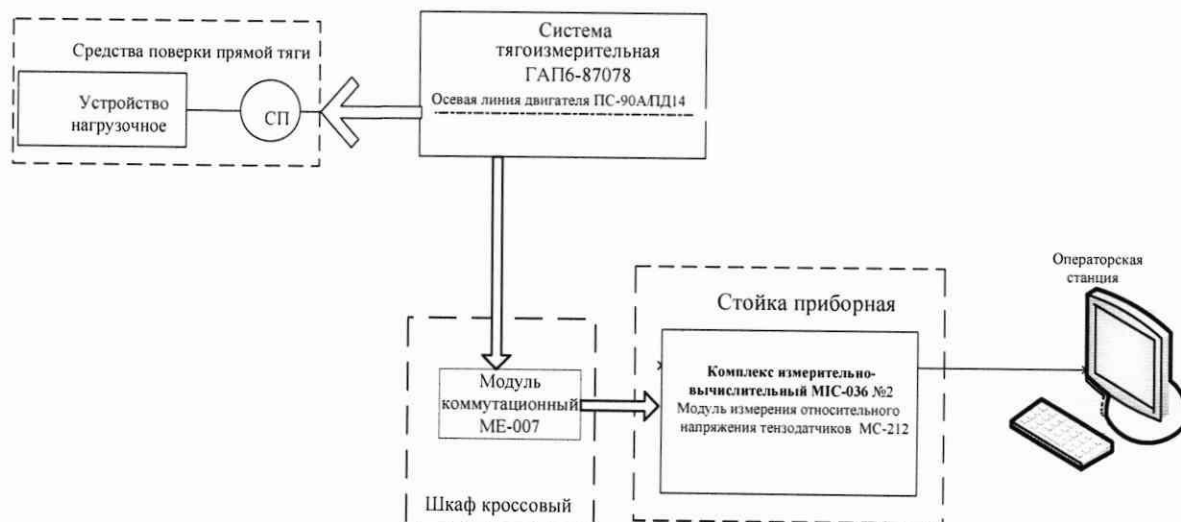 Средства поверки прямой тяги
Устройство
нагрузочное
СП
Система
тягоизмерительная
ГАП6-87078
Осевая линия двигателя ПС-90А/ПД14
Операторская
станция
Стойка приборная
Модуль
коммутационный
МЕ-007
Комплекс измерительно-
вычислительный MIC-036 №2
Модуль измерения относительного
напряжения тензодатчиков МС-212
Шкаф кроссовый